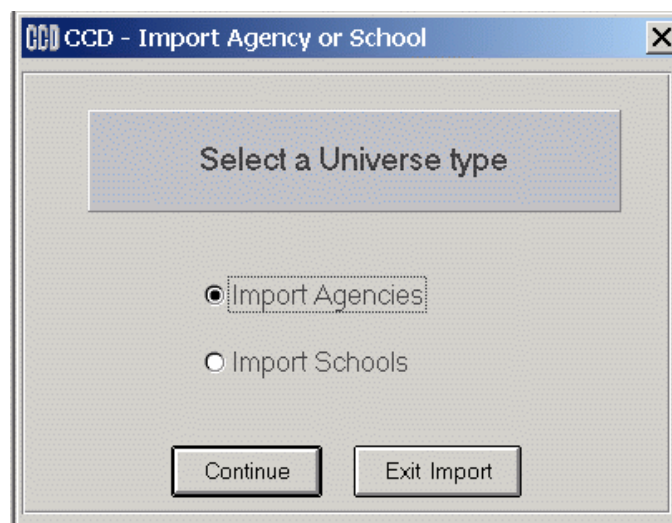 CCD CCD - Import Agency or School
Select a Universe type
Import Agencies
Import Schools
Continue
Exit Import